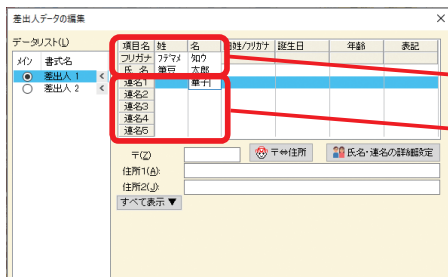 差出人データの編集
データリスト(L)
メイン 書式名
差出人 1 <
差出人 2 <
項目名 姓 名 旧姓/フリガナ 誕生日 年齢 表記
フリガナ フデマメ タロウ
氏 名 筆豆 太郎
連名1 華子
連名2
連名3
連名4
連名5
〒(Z) 〒⇔住所 氏名・連名の詳細設定
住所1(A):
住所2(J):
すべて表示 ▼